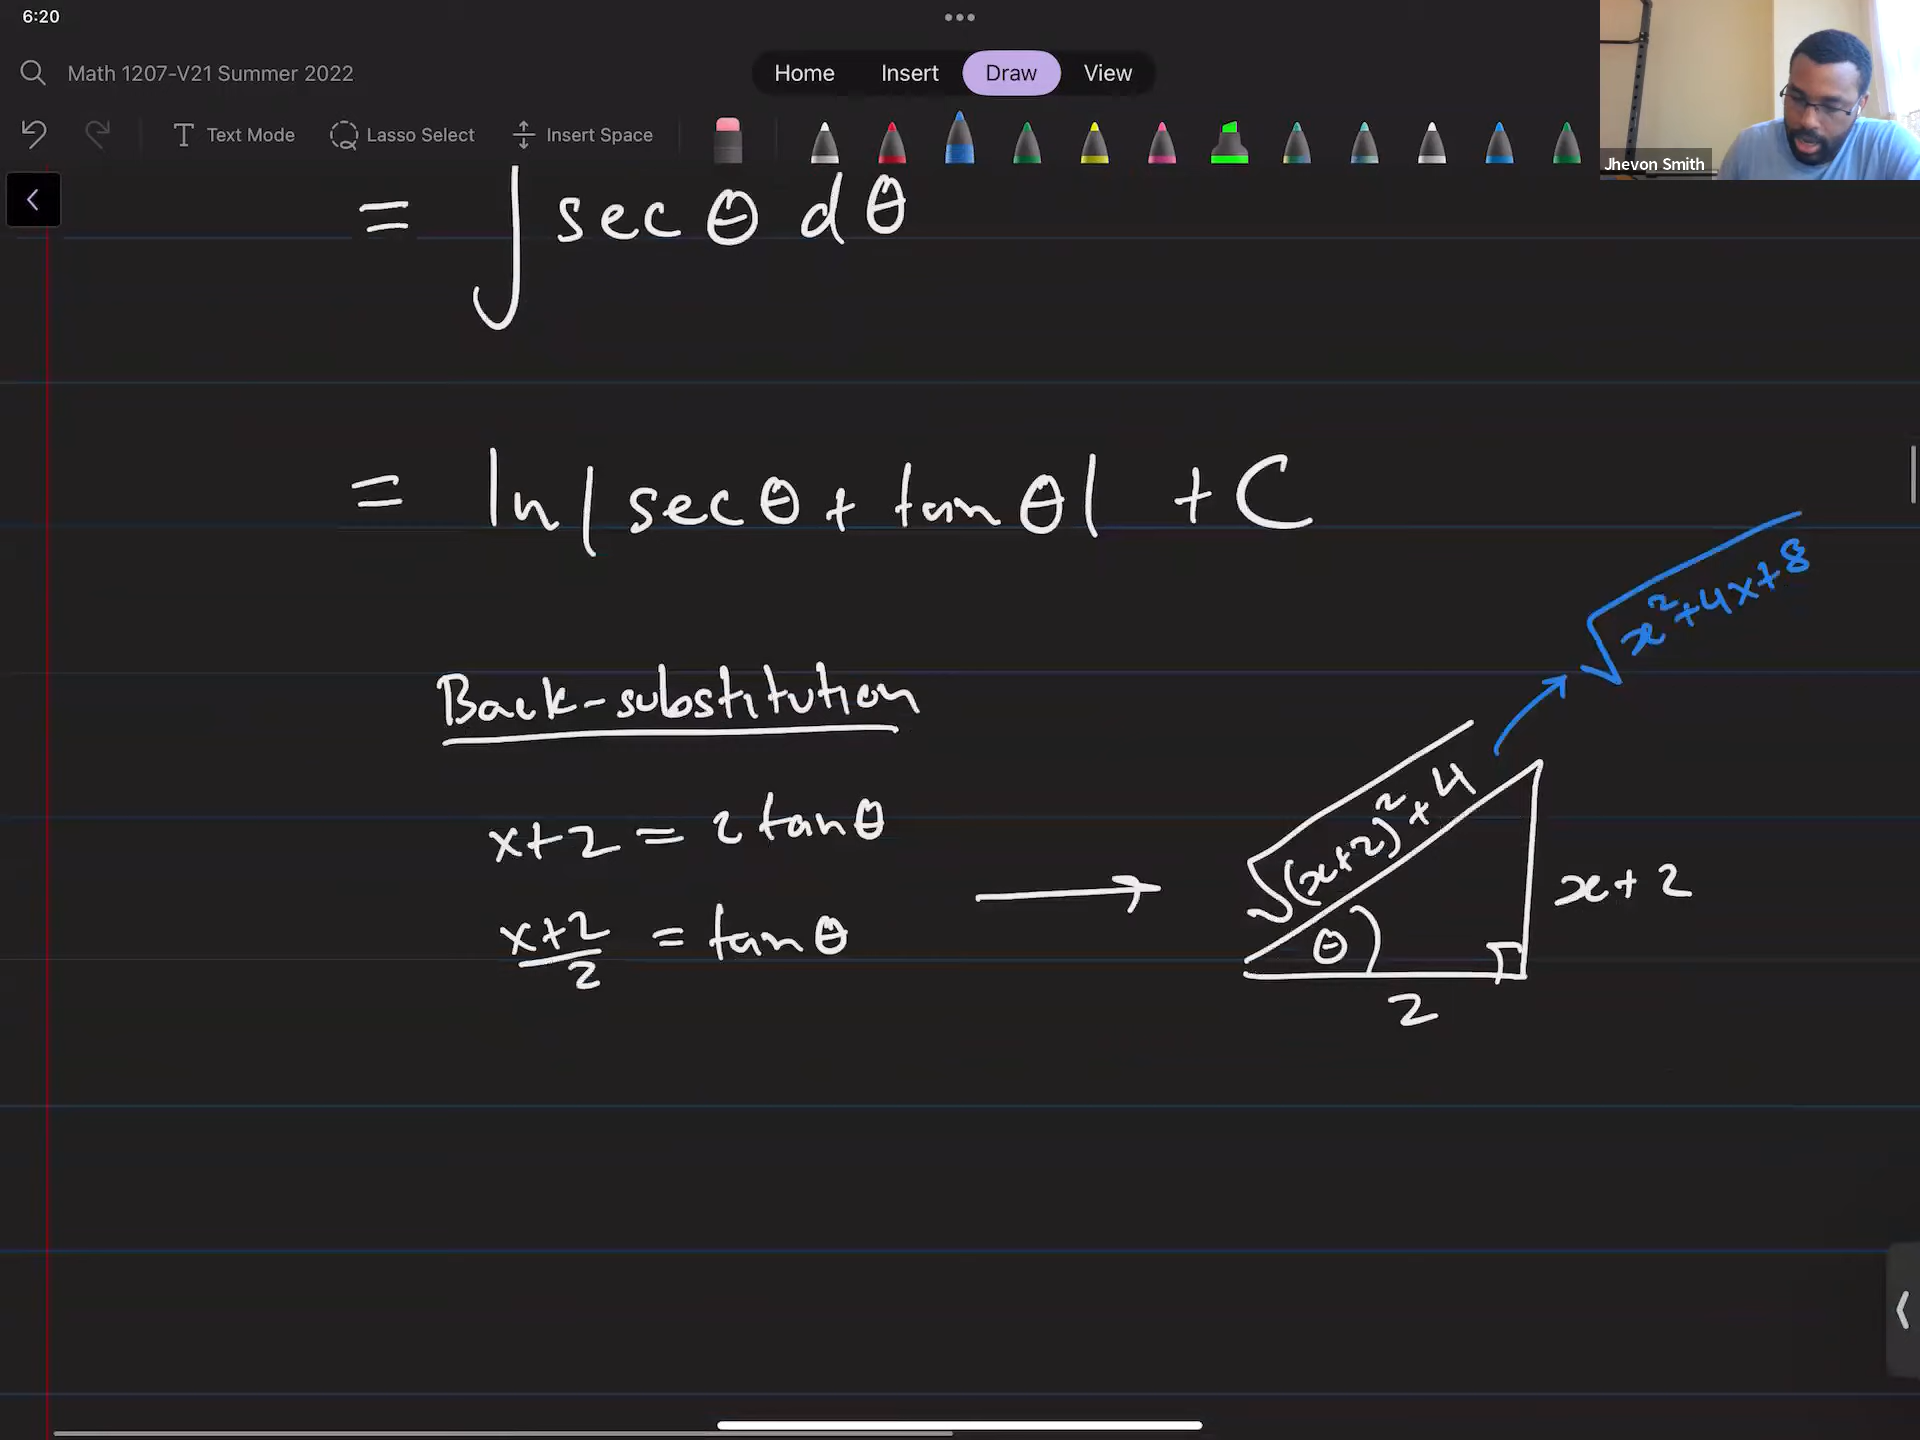 6:20
Math 1207-V21 Summer 2022
Home Insert Draw View
Text Mode Lasso Select Insert Space
Jhevon Smith
= ∫ sec θ dθ
= ln|sec θ + tan θ| + C
√x²+4x+8
Back-substitution
x+2 = 2 tan θ
√(x+2)²+4
x+2
x+2/2 = tan θ
θ
2